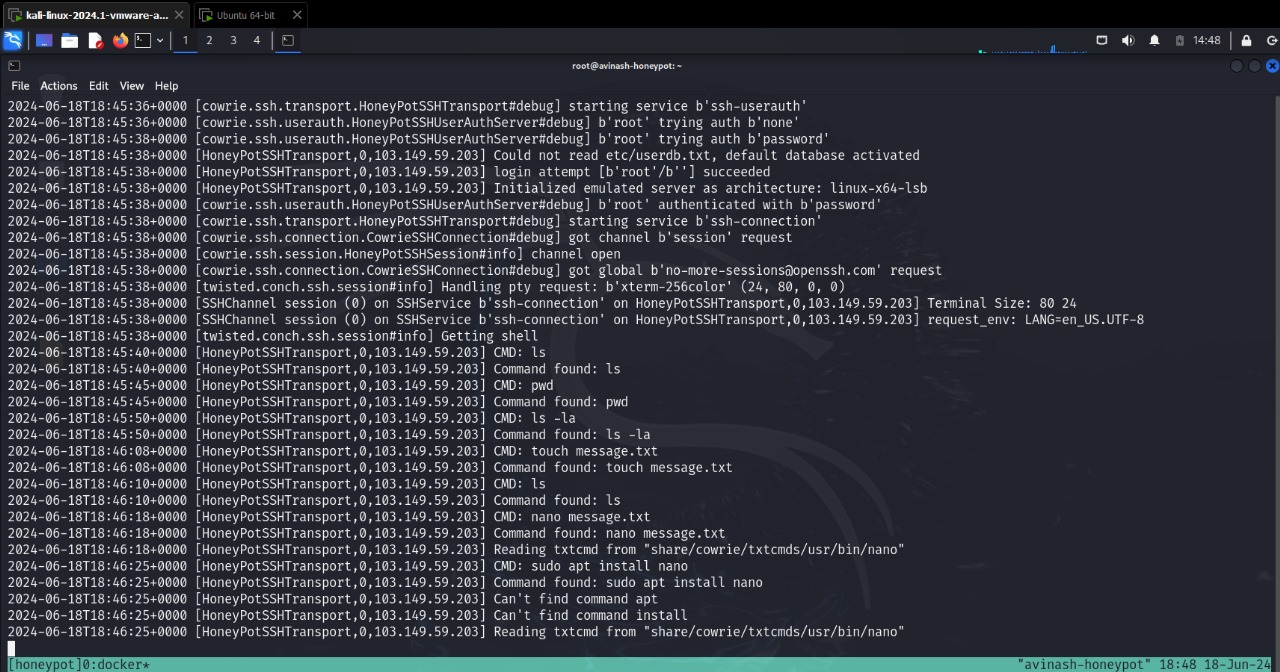 kali-linux-2024.1-vmware-a... Ubuntu 64-bit
1 2 3 4 14:48
root@avinash-honeypot: ~
File Actions Edit View Help
2024-06-18T18:45:36+0000 [cowrie.ssh.transport.HoneyPotSSHTransport#debug] starting service b'ssh-userauth'
2024-06-18T18:45:36+0000 [cowrie.ssh.userauth.HoneyPotSSHUserAuthServer#debug] b'root' trying auth b'none'
2024-06-18T18:45:38+0000 [cowrie.ssh.userauth.HoneyPotSSHUserAuthServer#debug] b'root' trying auth b'password'
2024-06-18T18:45:38+0000 [HoneyPotSSHTransport,0,103.149.59.203] Could not read etc/userdb.txt, default database activated
2024-06-18T18:45:38+0000 [HoneyPotSSHTransport,0,103.149.59.203] login attempt [b'root'/b''] succeeded
2024-06-18T18:45:38+0000 [HoneyPotSSHTransport,0,103.149.59.203] Initialized emulated server as architecture: linux-x64-lsb
2024-06-18T18:45:38+0000 [cowrie.ssh.userauth.HoneyPotSSHUserAuthServer#debug] b'root' authenticated with b'password'
2024-06-18T18:45:38+0000 [cowrie.ssh.transport.HoneyPotSSHTransport#debug] starting service b'ssh-connection'
2024-06-18T18:45:38+0000 [cowrie.ssh.connection.CowrieSSHConnection#debug] got channel b'session' request
2024-06-18T18:45:38+0000 [cowrie.ssh.session.HoneyPotSSHSession#info] channel open
2024-06-18T18:45:38+0000 [cowrie.ssh.connection.CowrieSSHConnection#debug] got global b'no-more-sessions@openssh.com' request
2024-06-18T18:45:38+0000 [twisted.conch.ssh.session#info] Handling pty request: b'xterm-256color' (24, 80, 0, 0)
2024-06-18T18:45:38+0000 [SSHChannel session (0) on SSHService b'ssh-connection' on HoneyPotSSHTransport,0,103.149.59.203] Terminal Size: 80 24
2024-06-18T18:45:38+0000 [SSHChannel session (0) on SSHService b'ssh-connection' on HoneyPotSSHTransport,0,103.149.59.203] request_env: LANG=en_US.UTF-8
2024-06-18T18:45:38+0000 [twisted.conch.ssh.session#info] Getting shell
2024-06-18T18:45:40+0000 [HoneyPotSSHTransport,0,103.149.59.203] CMD: ls
2024-06-18T18:45:40+0000 [HoneyPotSSHTransport,0,103.149.59.203] Command found: ls
2024-06-18T18:45:45+0000 [HoneyPotSSHTransport,0,103.149.59.203] CMD: pwd
2024-06-18T18:45:45+0000 [HoneyPotSSHTransport,0,103.149.59.203] Command found: pwd
2024-06-18T18:45:50+0000 [HoneyPotSSHTransport,0,103.149.59.203] CMD: ls -la
2024-06-18T18:45:50+0000 [HoneyPotSSHTransport,0,103.149.59.203] Command found: ls -la
2024-06-18T18:46:08+0000 [HoneyPotSSHTransport,0,103.149.59.203] CMD: touch message.txt
2024-06-18T18:46:08+0000 [HoneyPotSSHTransport,0,103.149.59.203] Command found: touch message.txt
2024-06-18T18:46:10+0000 [HoneyPotSSHTransport,0,103.149.59.203] CMD: ls
2024-06-18T18:46:10+0000 [HoneyPotSSHTransport,0,103.149.59.203] Command found: ls
2024-06-18T18:46:18+0000 [HoneyPotSSHTransport,0,103.149.59.203] CMD: nano message.txt
2024-06-18T18:46:18+0000 [HoneyPotSSHTransport,0,103.149.59.203] Command found: nano message.txt
2024-06-18T18:46:18+0000 [HoneyPotSSHTransport,0,103.149.59.203] Reading txtcmd from "share/cowrie/txtcmds/usr/bin/nano"
2024-06-18T18:46:25+0000 [HoneyPotSSHTransport,0,103.149.59.203] CMD: sudo apt install nano
2024-06-18T18:46:25+0000 [HoneyPotSSHTransport,0,103.149.59.203] Command found: sudo apt install nano
2024-06-18T18:46:25+0000 [HoneyPotSSHTransport,0,103.149.59.203] Can't find command apt
2024-06-18T18:46:25+0000 [HoneyPotSSHTransport,0,103.149.59.203] Can't find command install
2024-06-18T18:46:25+0000 [HoneyPotSSHTransport,0,103.149.59.203] Reading txtcmd from "share/cowrie/txtcmds/usr/bin/nano"
[honeypot]0:docker* "avinash-honeypot" 18:48 18-Jun-24